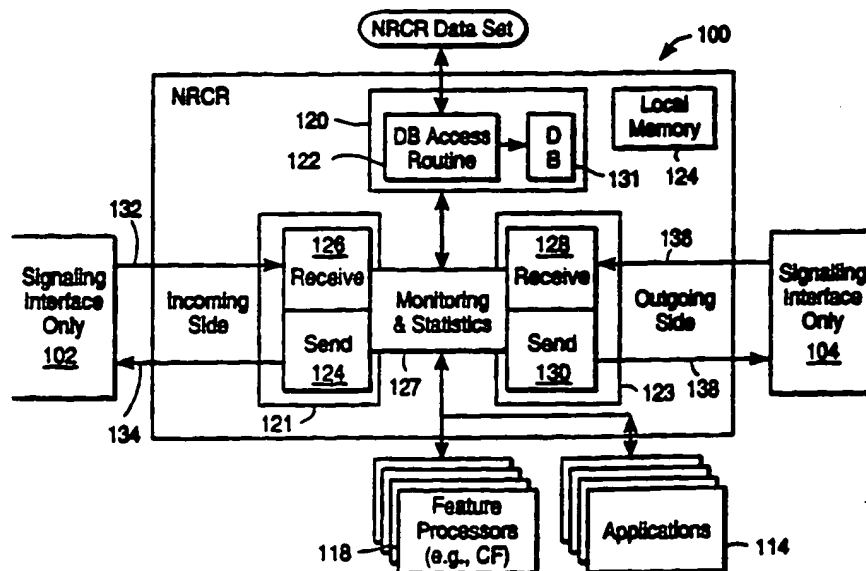 NRCR Data Set
100
NRCR
120
122
DB Access
Routine
D
B
131
Local
Memory
124
132
Signaling
Interface
Only
102
134
Incoming
Side
126
Receive
Send
124
121
Monitoring
& Statistics
127
128
Receive
Send
130
123
136
Outgoing
Side
138
Signalling
Interface
Only
104
118
Feature
Processors
(e.g., CF)
Applications
114